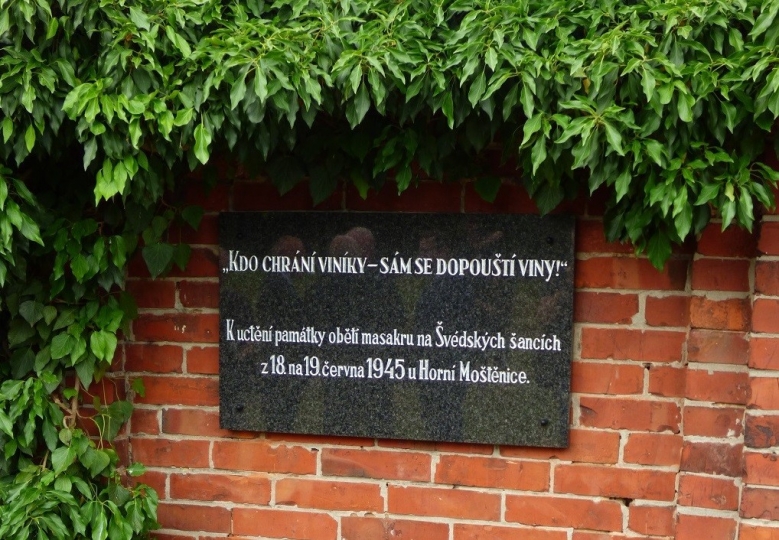 „KDO CHRÁNÍ VINÍKY – SÁM SE DOPOUŠTÍ VINY!“
K uctění památky obětí masakru na Švédských šancích
z 18. na 19. června 1945 u Horní Moštěnice.